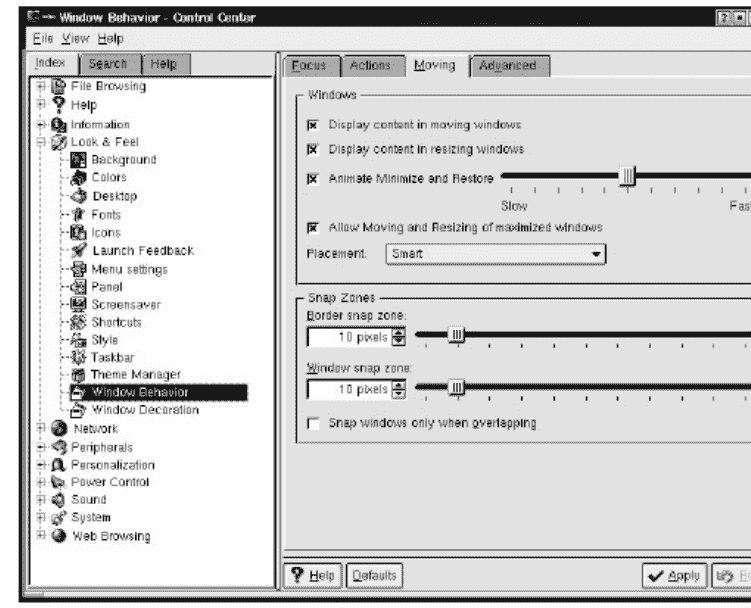 Window Behavior - Control Center
File View Help
Index Search Help
File Browsing
Help
Information
Look & Feel
Background
Colors
Desktop
Fonts
Icons
Launch Feedback
Menu settings
Panel
Screensaver
Shortcuts
Style
Taskbar
Theme Manager
Window Behavior
Window Decoration
Network
Peripherals
Personalization
Power Control
Sound
System
Web Browsing
Focus Actions Moving Advanced
Windows
Display content in moving windows
Display content in resizing windows
Animate Minimize and Restore
Slow Fas
Allow Moving and Resizing of maximized windows
Placement: Smart
Snap Zones
Border snap zone:
10 pixels
Window snap zone:
10 pixels
Snap windows only when overlapping
Help Defaults Apply